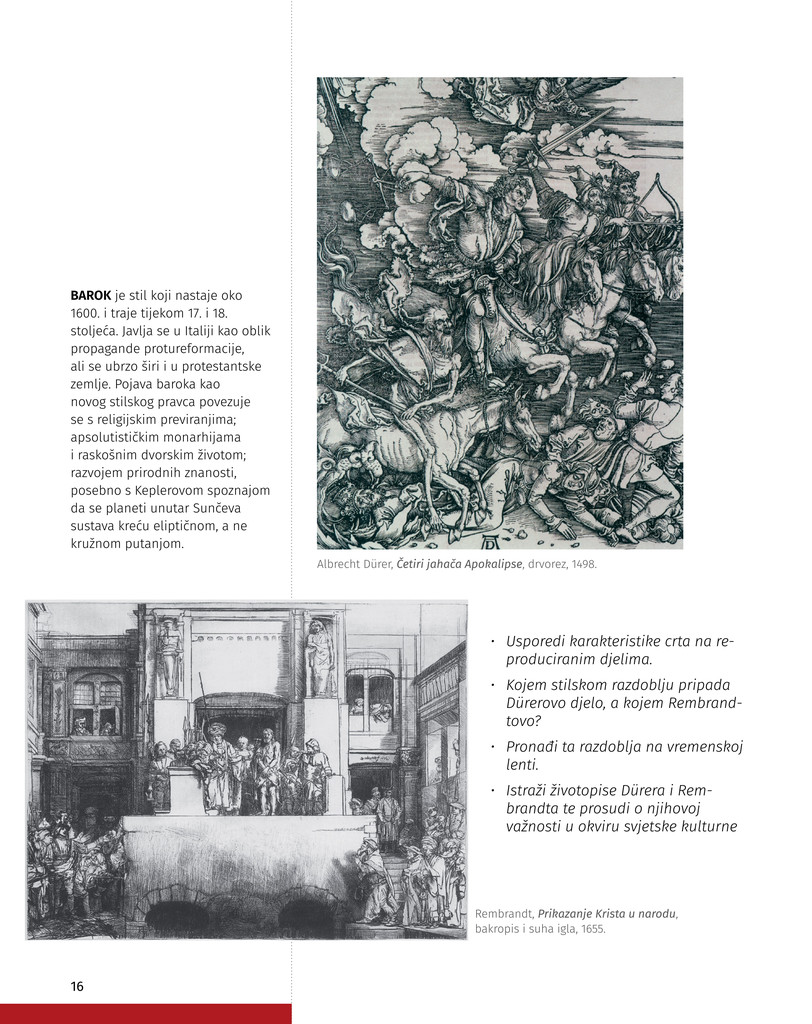 BAROK je stil koji nastaje oko
1600. i traje tijekom 17. i 18.
stoljeća. Javlja se u Italiji kao oblik
propagande protureformacije,
ali se ubrzo širi i u protestantske
zemlje. Pojava baroka kao
novog stilskog pravca povezuje
se s religijskim previranjima;
apsolutističkim monarhijama
i raskošnim dvorskim životom;
razvojem prirodnih znanosti,
posebno s Keplerovom spoznajom
da se planeti unutar Sunčeva
sustava kreću eliptičnom, a ne
kružnom putanjom.
Albrecht Dürer, Četiri jahača Apokalipse, drvorez, 1498.
· Usporedi karakteristike crta na re-
produciranim djelima.
· Kojem stilskom razdoblju pripada
Dürerovo djelo, a kojem Rembrand-
tovo?
· Pronađi ta razdoblja na vremenskoj
lenti.
· Istraži životopise Dürera i Rem-
brandta te prosudi o njihovoj
važnosti u okviru svjetske kulturne
Rembrandt, Prikazanje Krista u narodu,
bakropis i suha igla, 1655.
16